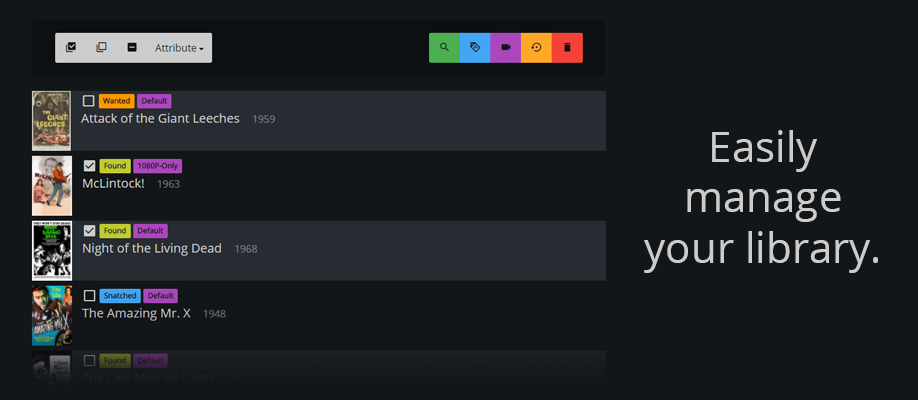 Attribute
Wanted Default
Attack of the Giant Leeches 1959
Found 1080P-Only
McLintock! 1963
Found Default
Night of the Living Dead 1968
Snatched Default
The Amazing Mr. X 1948
Found Default
The Last Man on Earth
Easily
manage
your library.